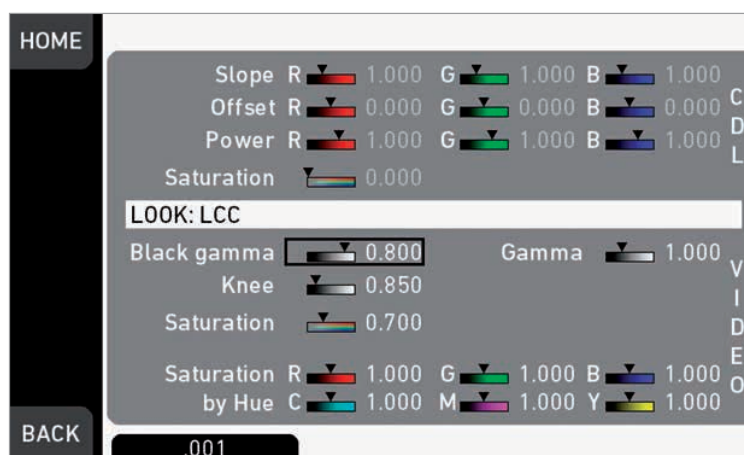 HOME
Slope R 1.000 G 1.000 B 1.000
Offset R 0.000 G 0.000 B 0.000
Power R 1.000 G 1.000 B 1.000
Saturation 0.000
CDL
LOOK: LCC
Black gamma 0.800 Gamma 1.000
Knee 0.850
Saturation 0.700
Saturation R 1.000 G 1.000 B 1.000
by Hue C 1.000 M 1.000 Y 1.000
VIDEO
BACK
.001